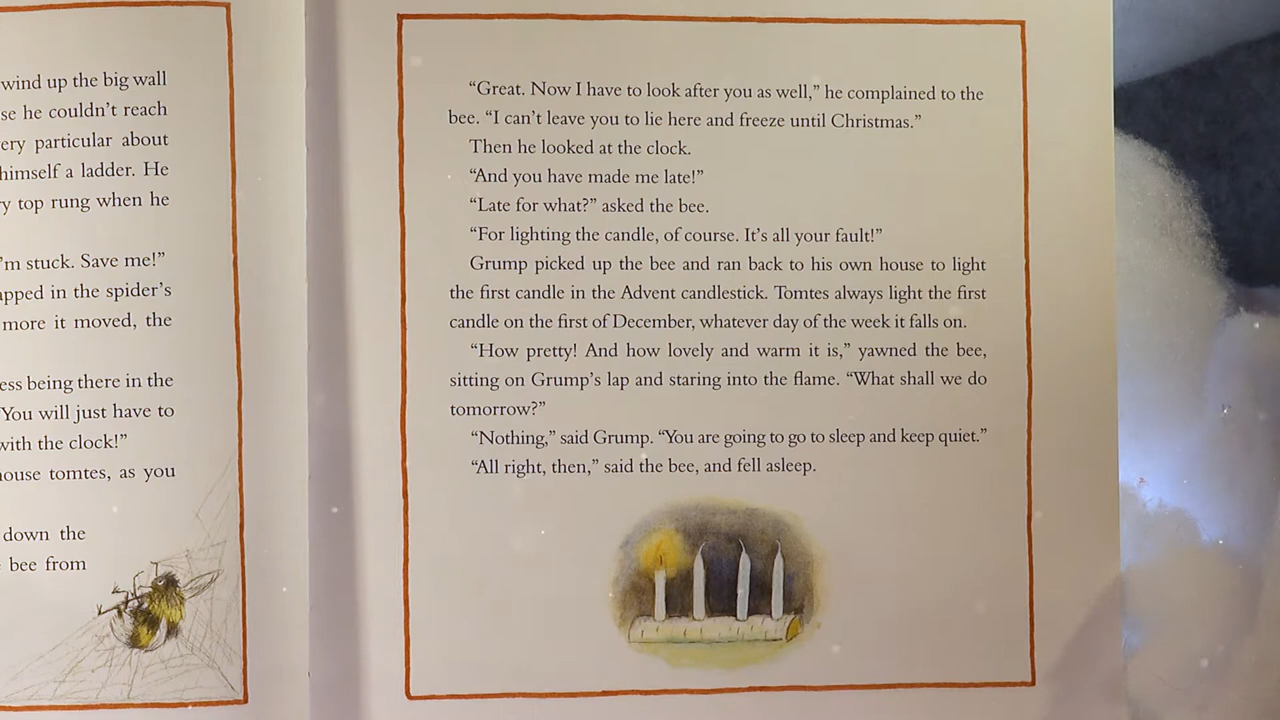 wind up the big wall
se he couldn't reach
ery particular about
himself a ladder. He
y top rung when he
'm stuck. Save me!”
apped in the spider's
more it moved, the
ess being there in the
“You will just have to
with the clock!”
ouse tomtes, as you
down the
bee from
“Great. Now I have to look after you as well,” he complained to the
bee. “I can't leave you to lie here and freeze until Christmas.”
Then he looked at the clock.
“And you have made me late!”
“Late for what?” asked the bee.
“For lighting the candle, of course. It's all your fault!”
Grump picked up the bee and ran back to his own house to light
the first candle in the Advent candlestick. Tomtes always light the first
candle on the first of December, whatever day of the week it falls on.
“How pretty! And how lovely and warm it is,” yawned the bee,
sitting on Grump's lap and staring into the flame. “What shall we do
tomorrow?”
“Nothing,” said Grump. “You are going to go to sleep and keep quiet.”
“All right, then,” said the bee, and fell asleep.